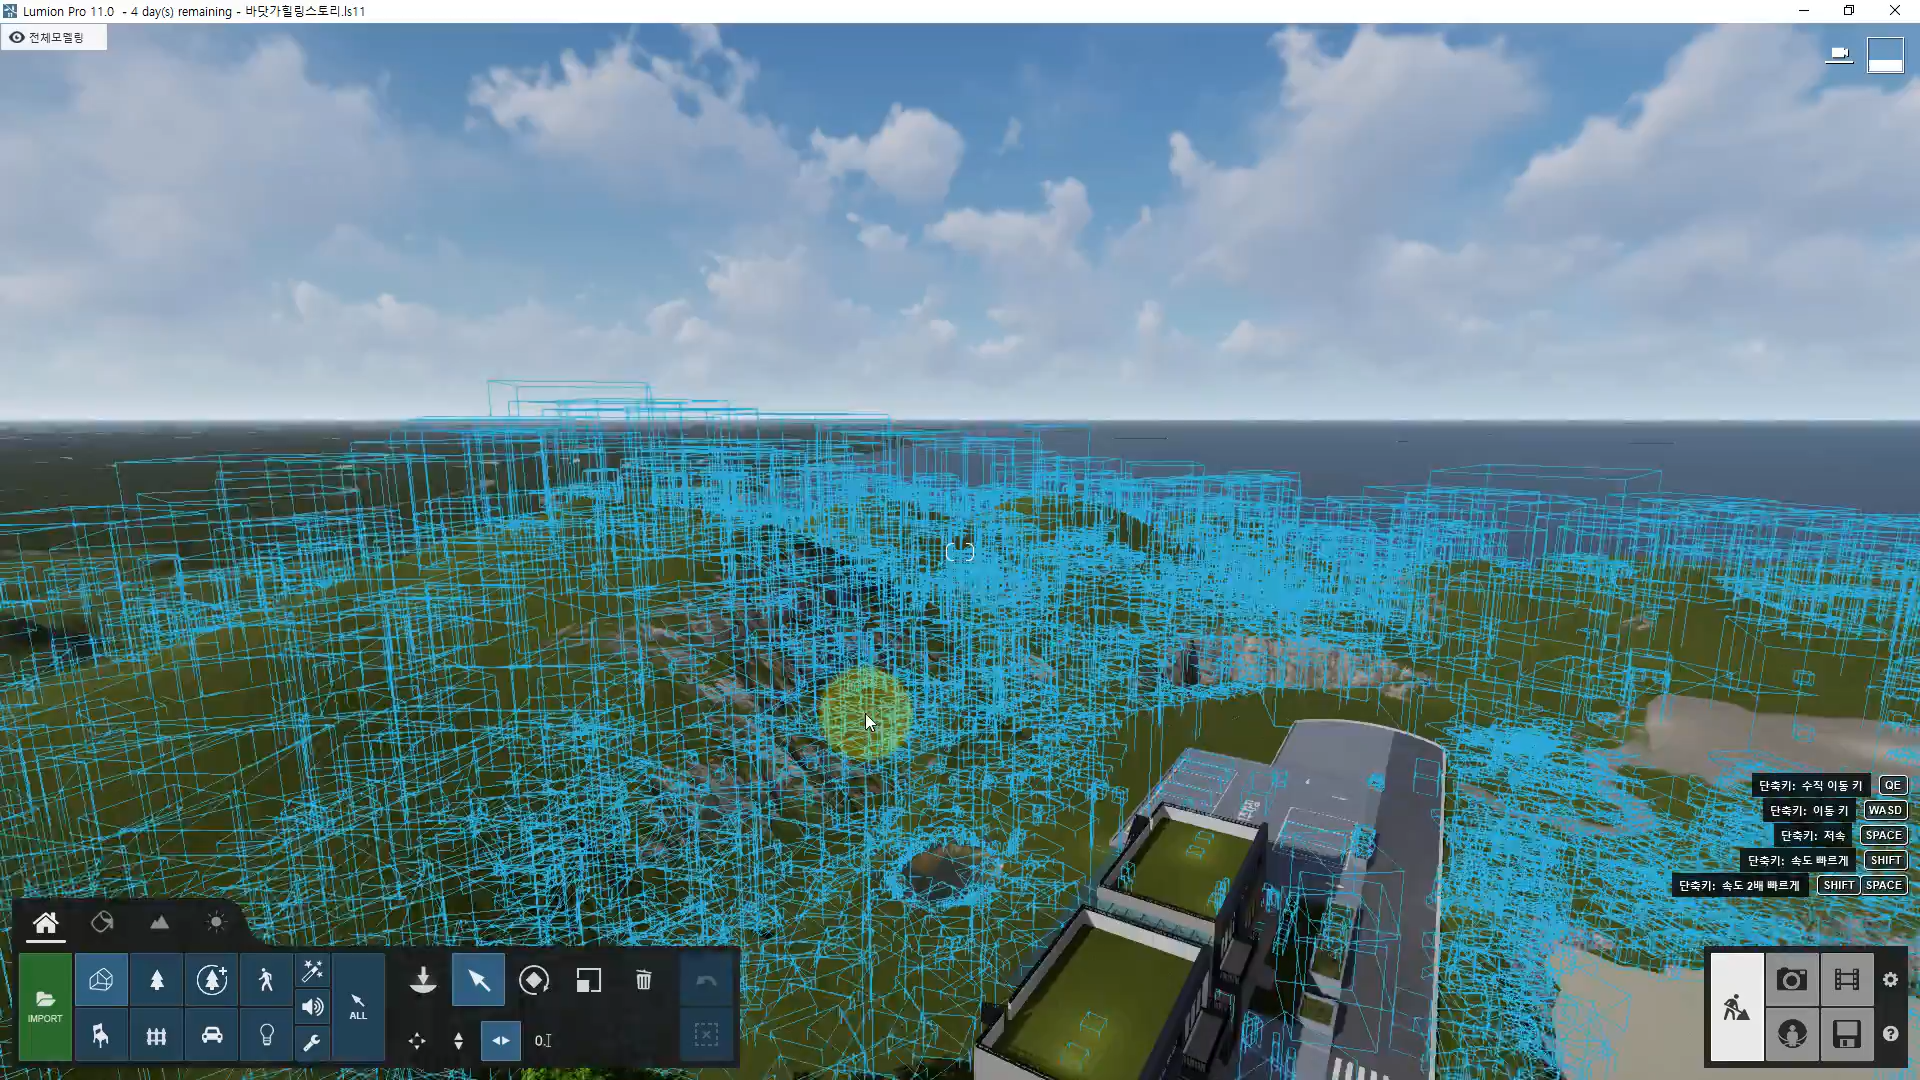 Lumion Pro 11.0 - 4 day(s) remaining - 바닷가힐링스토리.ls11
전체모델링
단축키: 수직 이동 키 QE
단축키: 이동 키 WASD
단축키: 저속 SPACE
단축키: 속도 빠르게 SHIFT
단축키: 속도 2배 빠르게 SHIFT SPACE
IMPORT
ALL